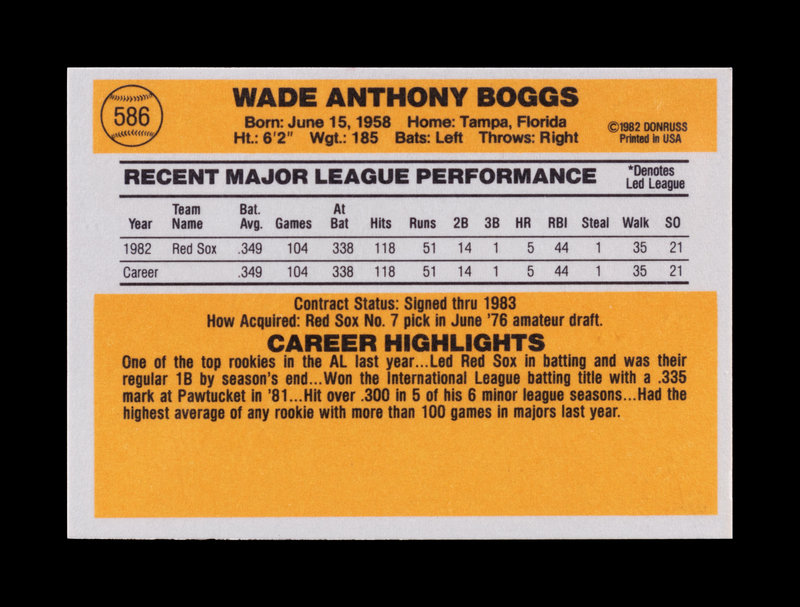 586
WADE ANTHONY BOGGS
Born: June 15, 1958 Home: Tampa, Florida
Ht.: 6'2" Wgt.: 185 Bats: Left Throws: Right
©1982 DONRUSS
Printed in USA
RECENT MAJOR LEAGUE PERFORMANCE
*Denotes
Led League
Year Team Name Bat. Avg. Games At Bat Hits Runs 2B 3B HR RBI Steal Walk SO
1982 Red Sox .349 104 338 118 51 14 1 5 44 1 35 21
Career .349 104 338 118 51 14 1 5 44 1 35 21
Contract Status: Signed thru 1983
How Acquired: Red Sox No. 7 pick in June '76 amateur draft.
CAREER HIGHLIGHTS
One of the top rookies in the AL last year...Led Red Sox in batting and was their
regular 1B by season's end...Won the International League batting title with a .335
mark at Pawtucket in '81...Hit over .300 in 5 of his 6 minor league seasons...Had the
highest average of any rookie with more than 100 games in majors last year.